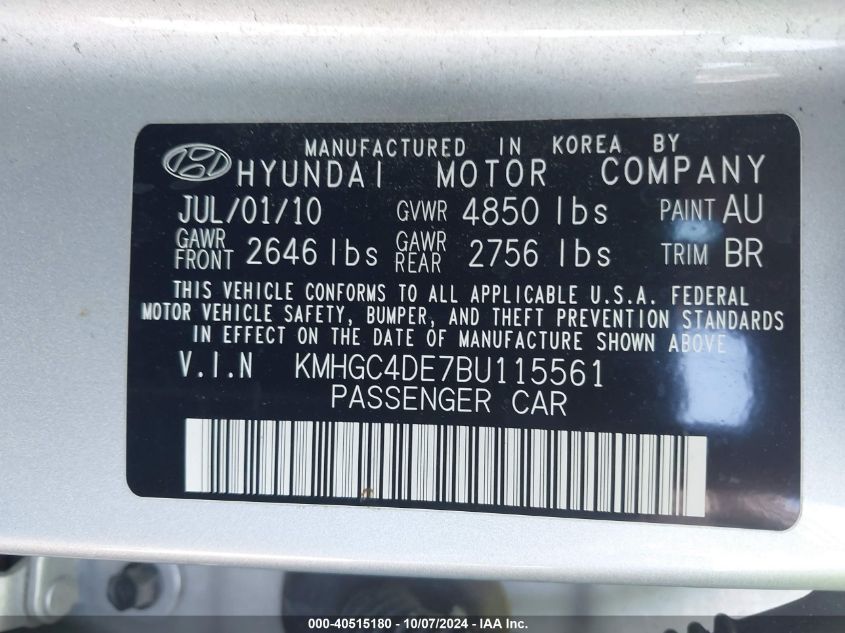 MANUFACTURED IN KOREA BY
HYUNDAI MOTOR COMPANY
JUL/01/10 GVWR 4850 lbs PAINT AU
GAWR FRONT 2646 lbs GAWR REAR 2756 lbs TRIM BR
THIS VEHICLE CONFORMS TO ALL APPLICABLE U.S.A. FEDERAL
MOTOR VEHICLE SAFETY, BUMPER, AND THEFT PREVENTION STANDARDS
IN EFFECT ON THE DATE OF MANUFACTURE SHOWN ABOVE
V.I.N KMHGC4DE7BU115561
PASSENGER CAR
000-40515180 - 10/07/2024 - IAA Inc.